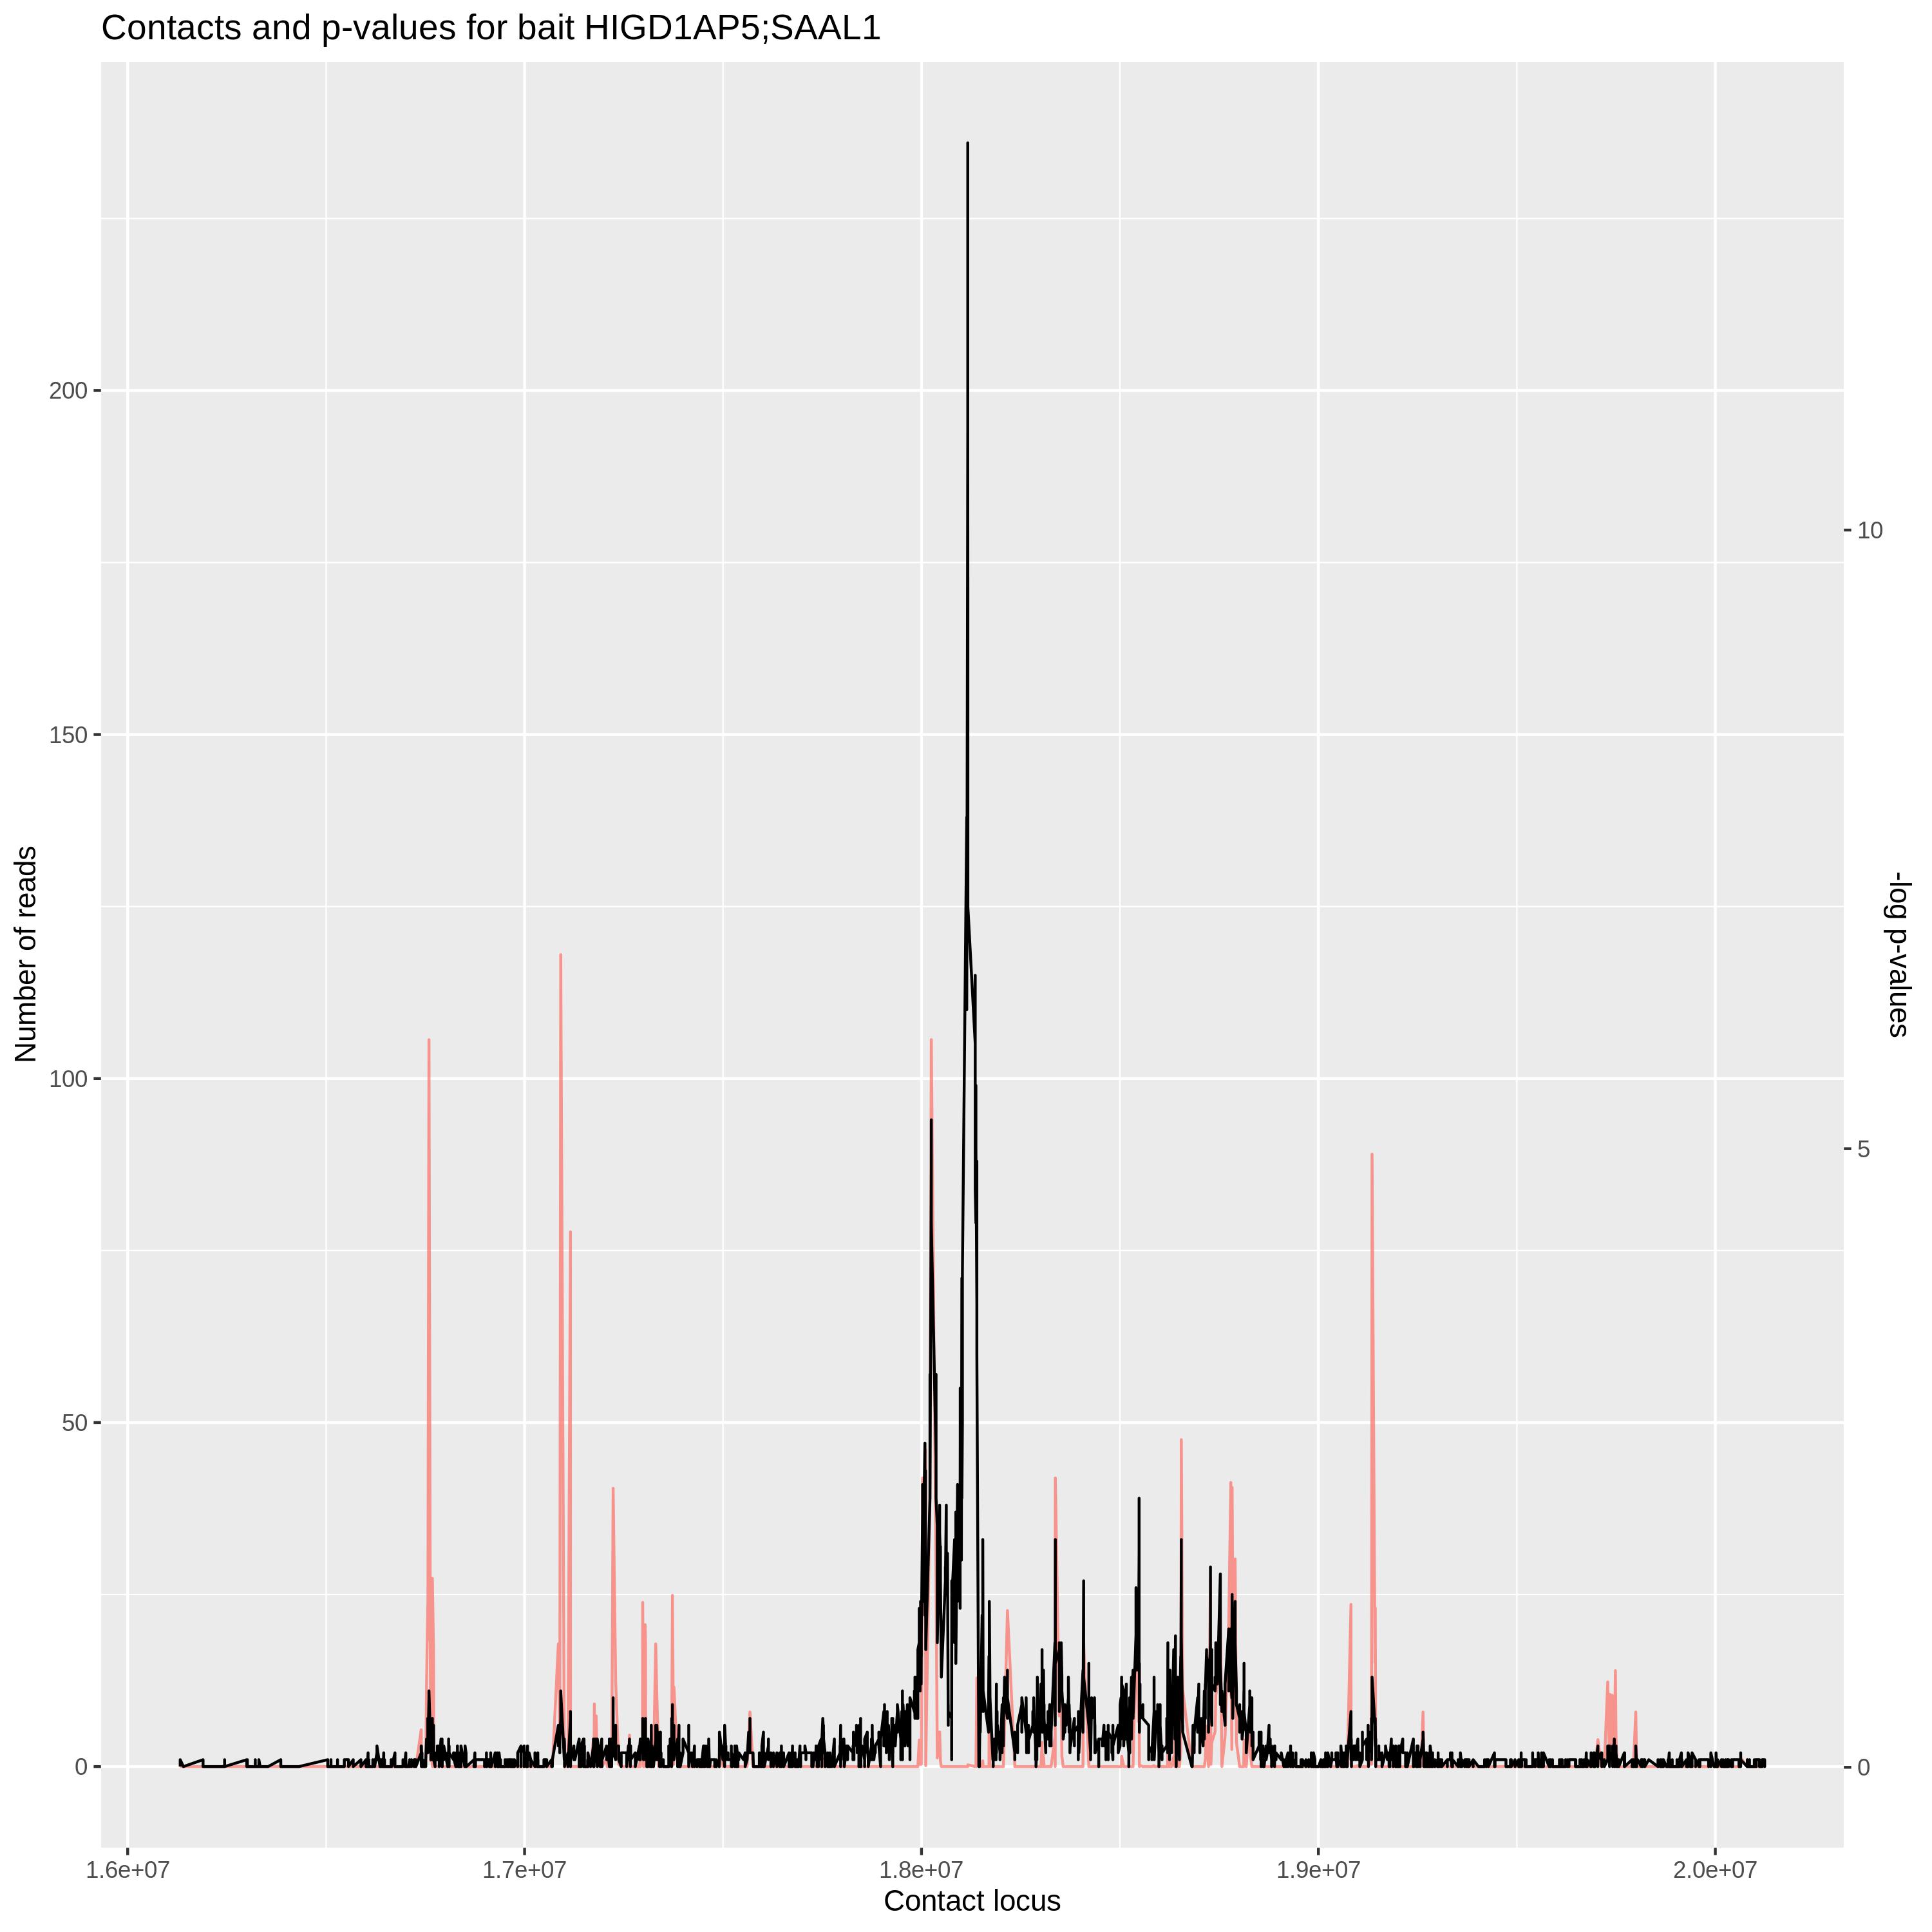 Contacts and p-values for bait HIGD1AP5;SAAL1
200
150
100
50
0
Number of reads
10
5
0
-log p-values
1.6e+07
1.7e+07
1.8e+07
1.9e+07
2.0e+07
Contact locus